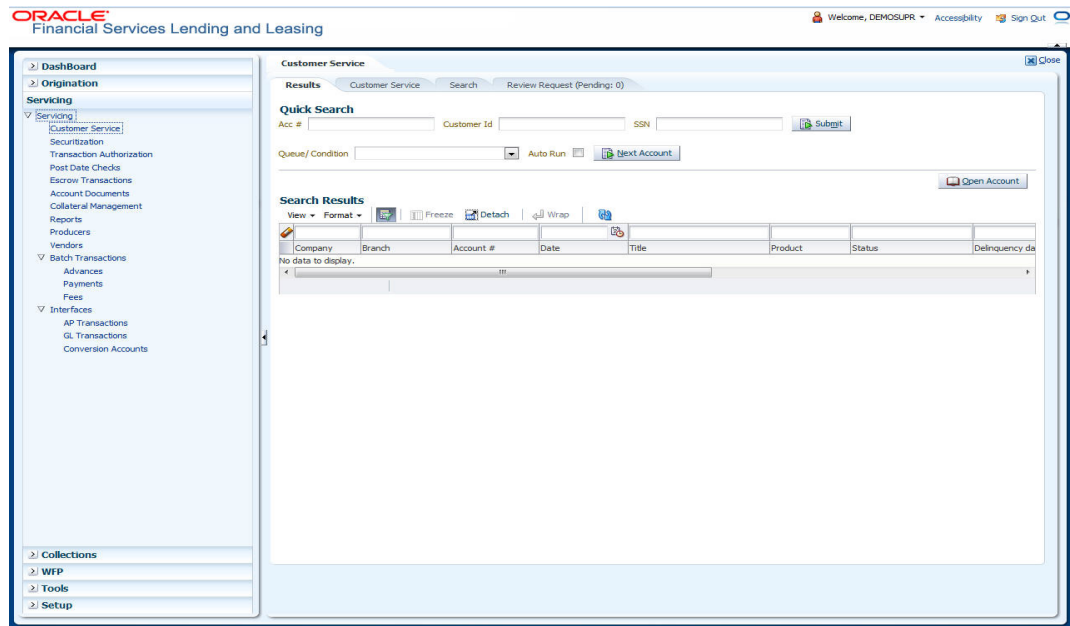 ORACLE®
Financial Services Lending and Leasing
Welcome, DEMOSUPR
Accessibility
Sign Out
Close
DashBoard
Origination
Servicing
Servicing
Customer Service
Securitization
Transaction Authorization
Post Date Checks
Escrow Transactions
Account Documents
Collateral Management
Reports
Producers
Vendors
Batch Transactions
Advances
Payments
Fees
Interfaces
AP Transactions
GL Transactions
Conversion Accounts
Collections
WFP
Tools
Setup
Customer Service
Results Customer Service Search Review Request (Pending: 0)
Quick Search
Acc # Customer Id SSN Submit
Queue/ Condition Auto Run Next Account
Open Account
Search Results
View Format Freeze Detach Wrap
Company Branch Account # Date Title Product Status Delinquency da
No data to display.